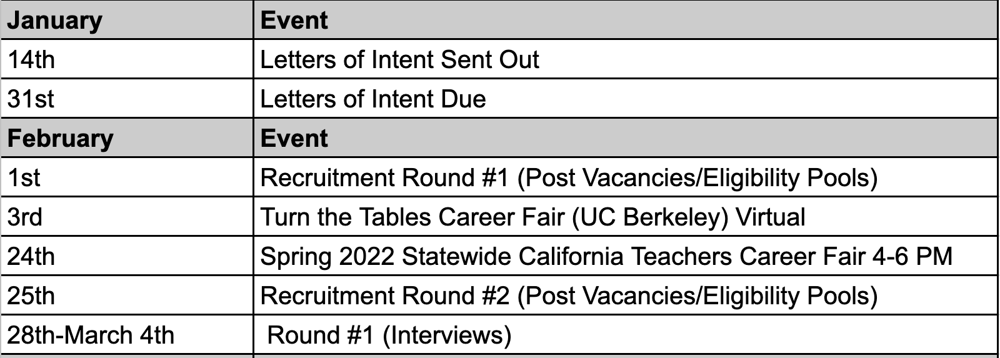 January Event
14th Letters of Intent Sent Out
31st Letters of Intent Due
February Event
1st Recruitment Round #1 (Post Vacancies/Eligibility Pools)
3rd Turn the Tables Career Fair (UC Berkeley) Virtual
24th Spring 2022 Statewide California Teachers Career Fair 4-6 PM
25th Recruitment Round #2 (Post Vacancies/Eligibility Pools)
28th-March 4th Round #1 (Interviews)